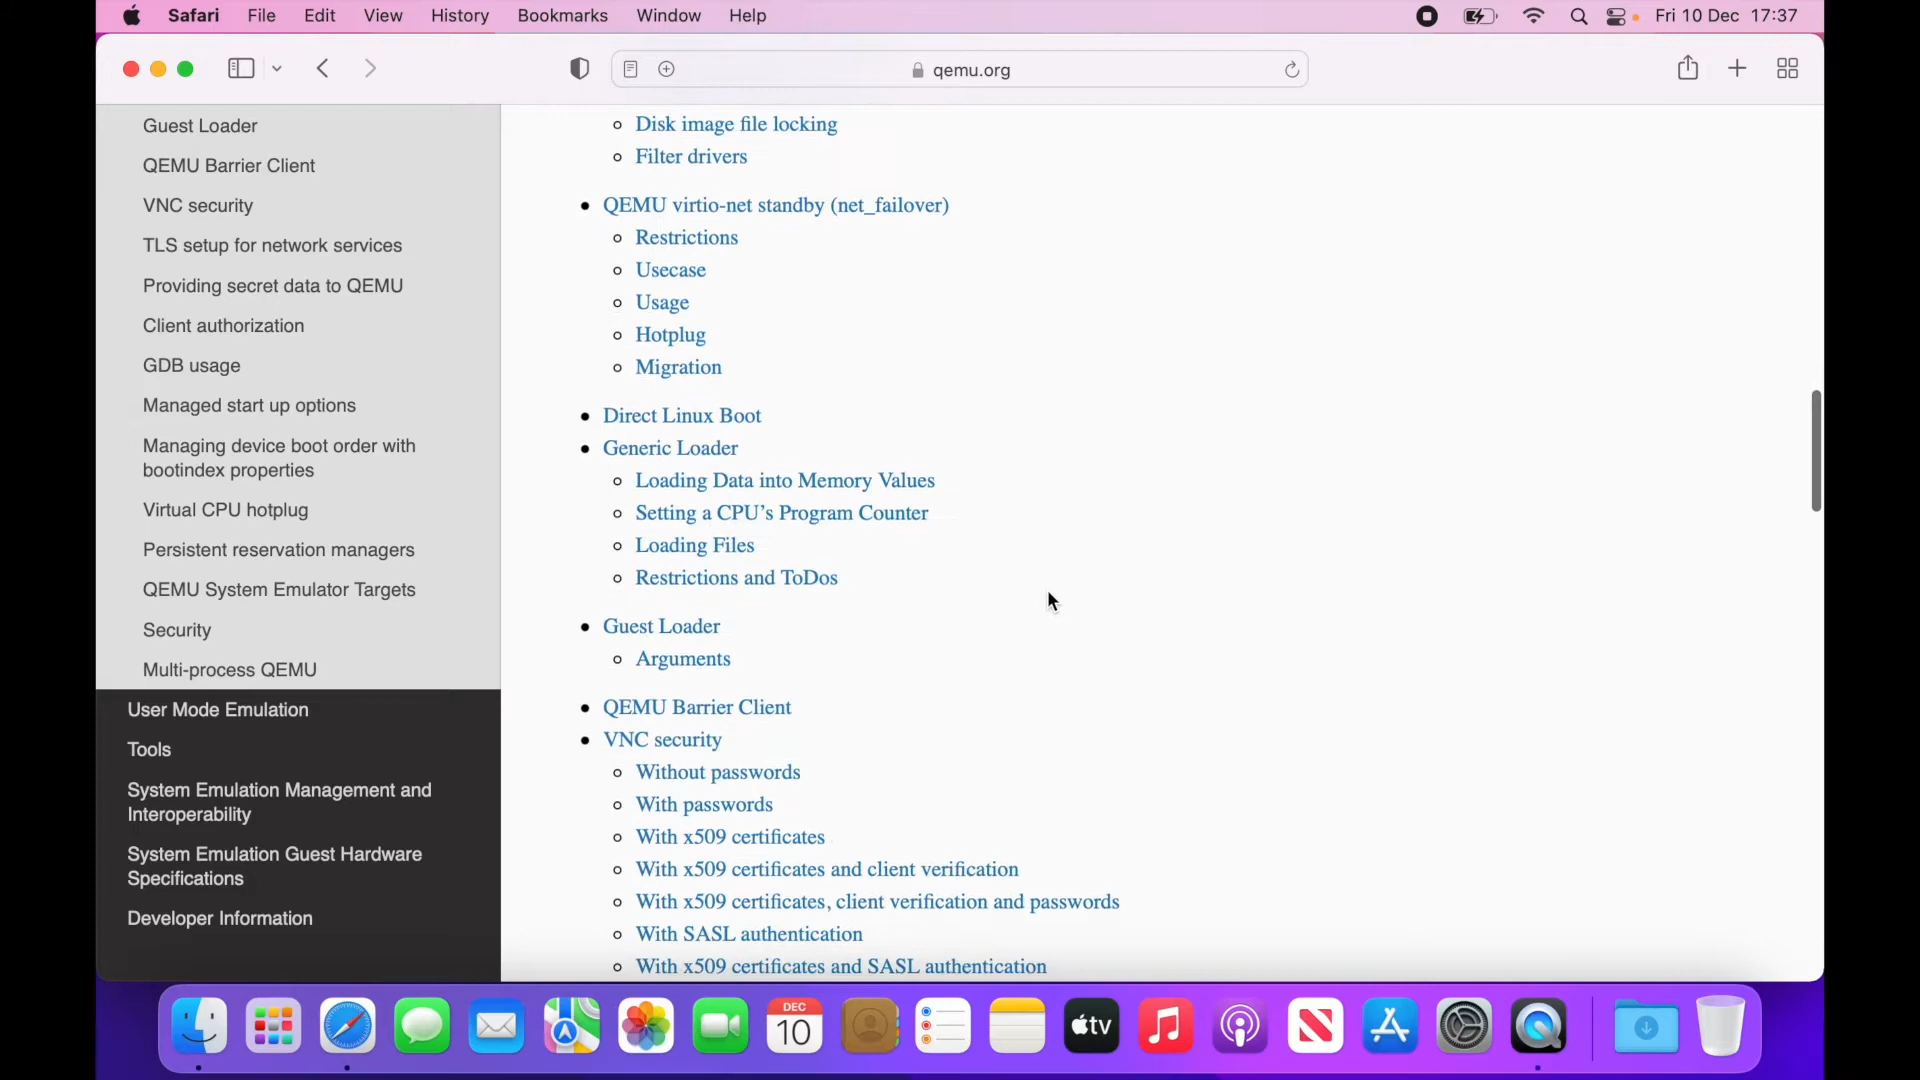 Safari File Edit View History Bookmarks Window Help
Fri 10 Dec 17:37
qemu.org
Guest Loader
QEMU Barrier Client
VNC security
TLS setup for network services
Providing secret data to QEMU
Client authorization
GDB usage
Managed start up options
Managing device boot order with
bootindex properties
Virtual CPU hotplug
Persistent reservation managers
QEMU System Emulator Targets
Security
Multi-process QEMU
User Mode Emulation
Tools
System Emulation Management and
Interoperability
System Emulation Guest Hardware
Specifications
Developer Information
Disk image file locking
Filter drivers
QEMU virtio-net standby (net_failover)
Restrictions
Usecase
Usage
Hotplug
Migration
Direct Linux Boot
Generic Loader
Loading Data into Memory Values
Setting a CPU’s Program Counter
Loading Files
Restrictions and ToDos
Guest Loader
Arguments
QEMU Barrier Client
VNC security
Without passwords
With passwords
With x509 certificates
With x509 certificates and client verification
With x509 certificates, client verification and passwords
With SASL authentication
With x509 certificates and SASL authentication
DEC
10
tv